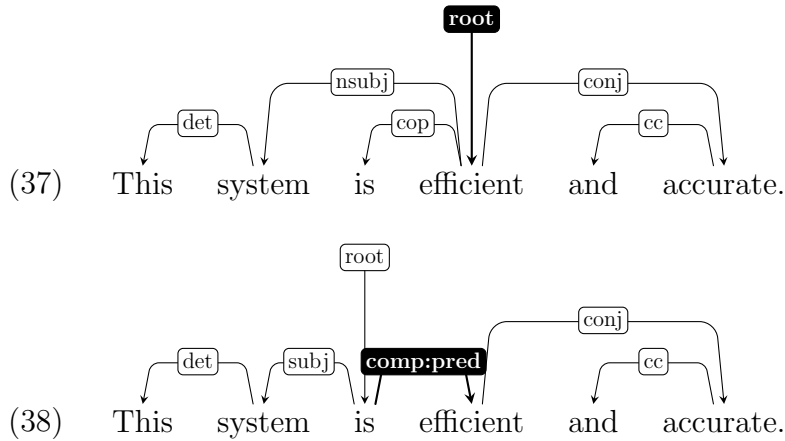 root
nsubj conj
det cop cc
(37) This system is efficient and accurate.
root
conj
det subj comp:pred cc
(38) This system is efficient and accurate.